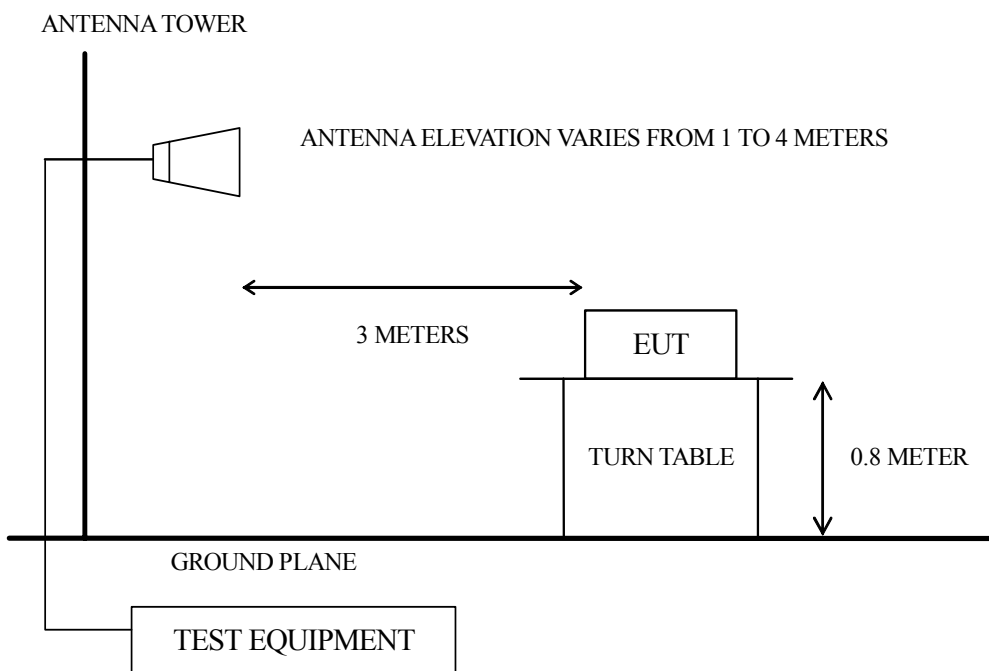 ANTENNA TOWER
ANTENNA ELEVATION VARIES FROM 1 TO 4 METERS
3 METERS
EUT
TURN TABLE
0.8 METER
GROUND PLANE
TEST EQUIPMENT